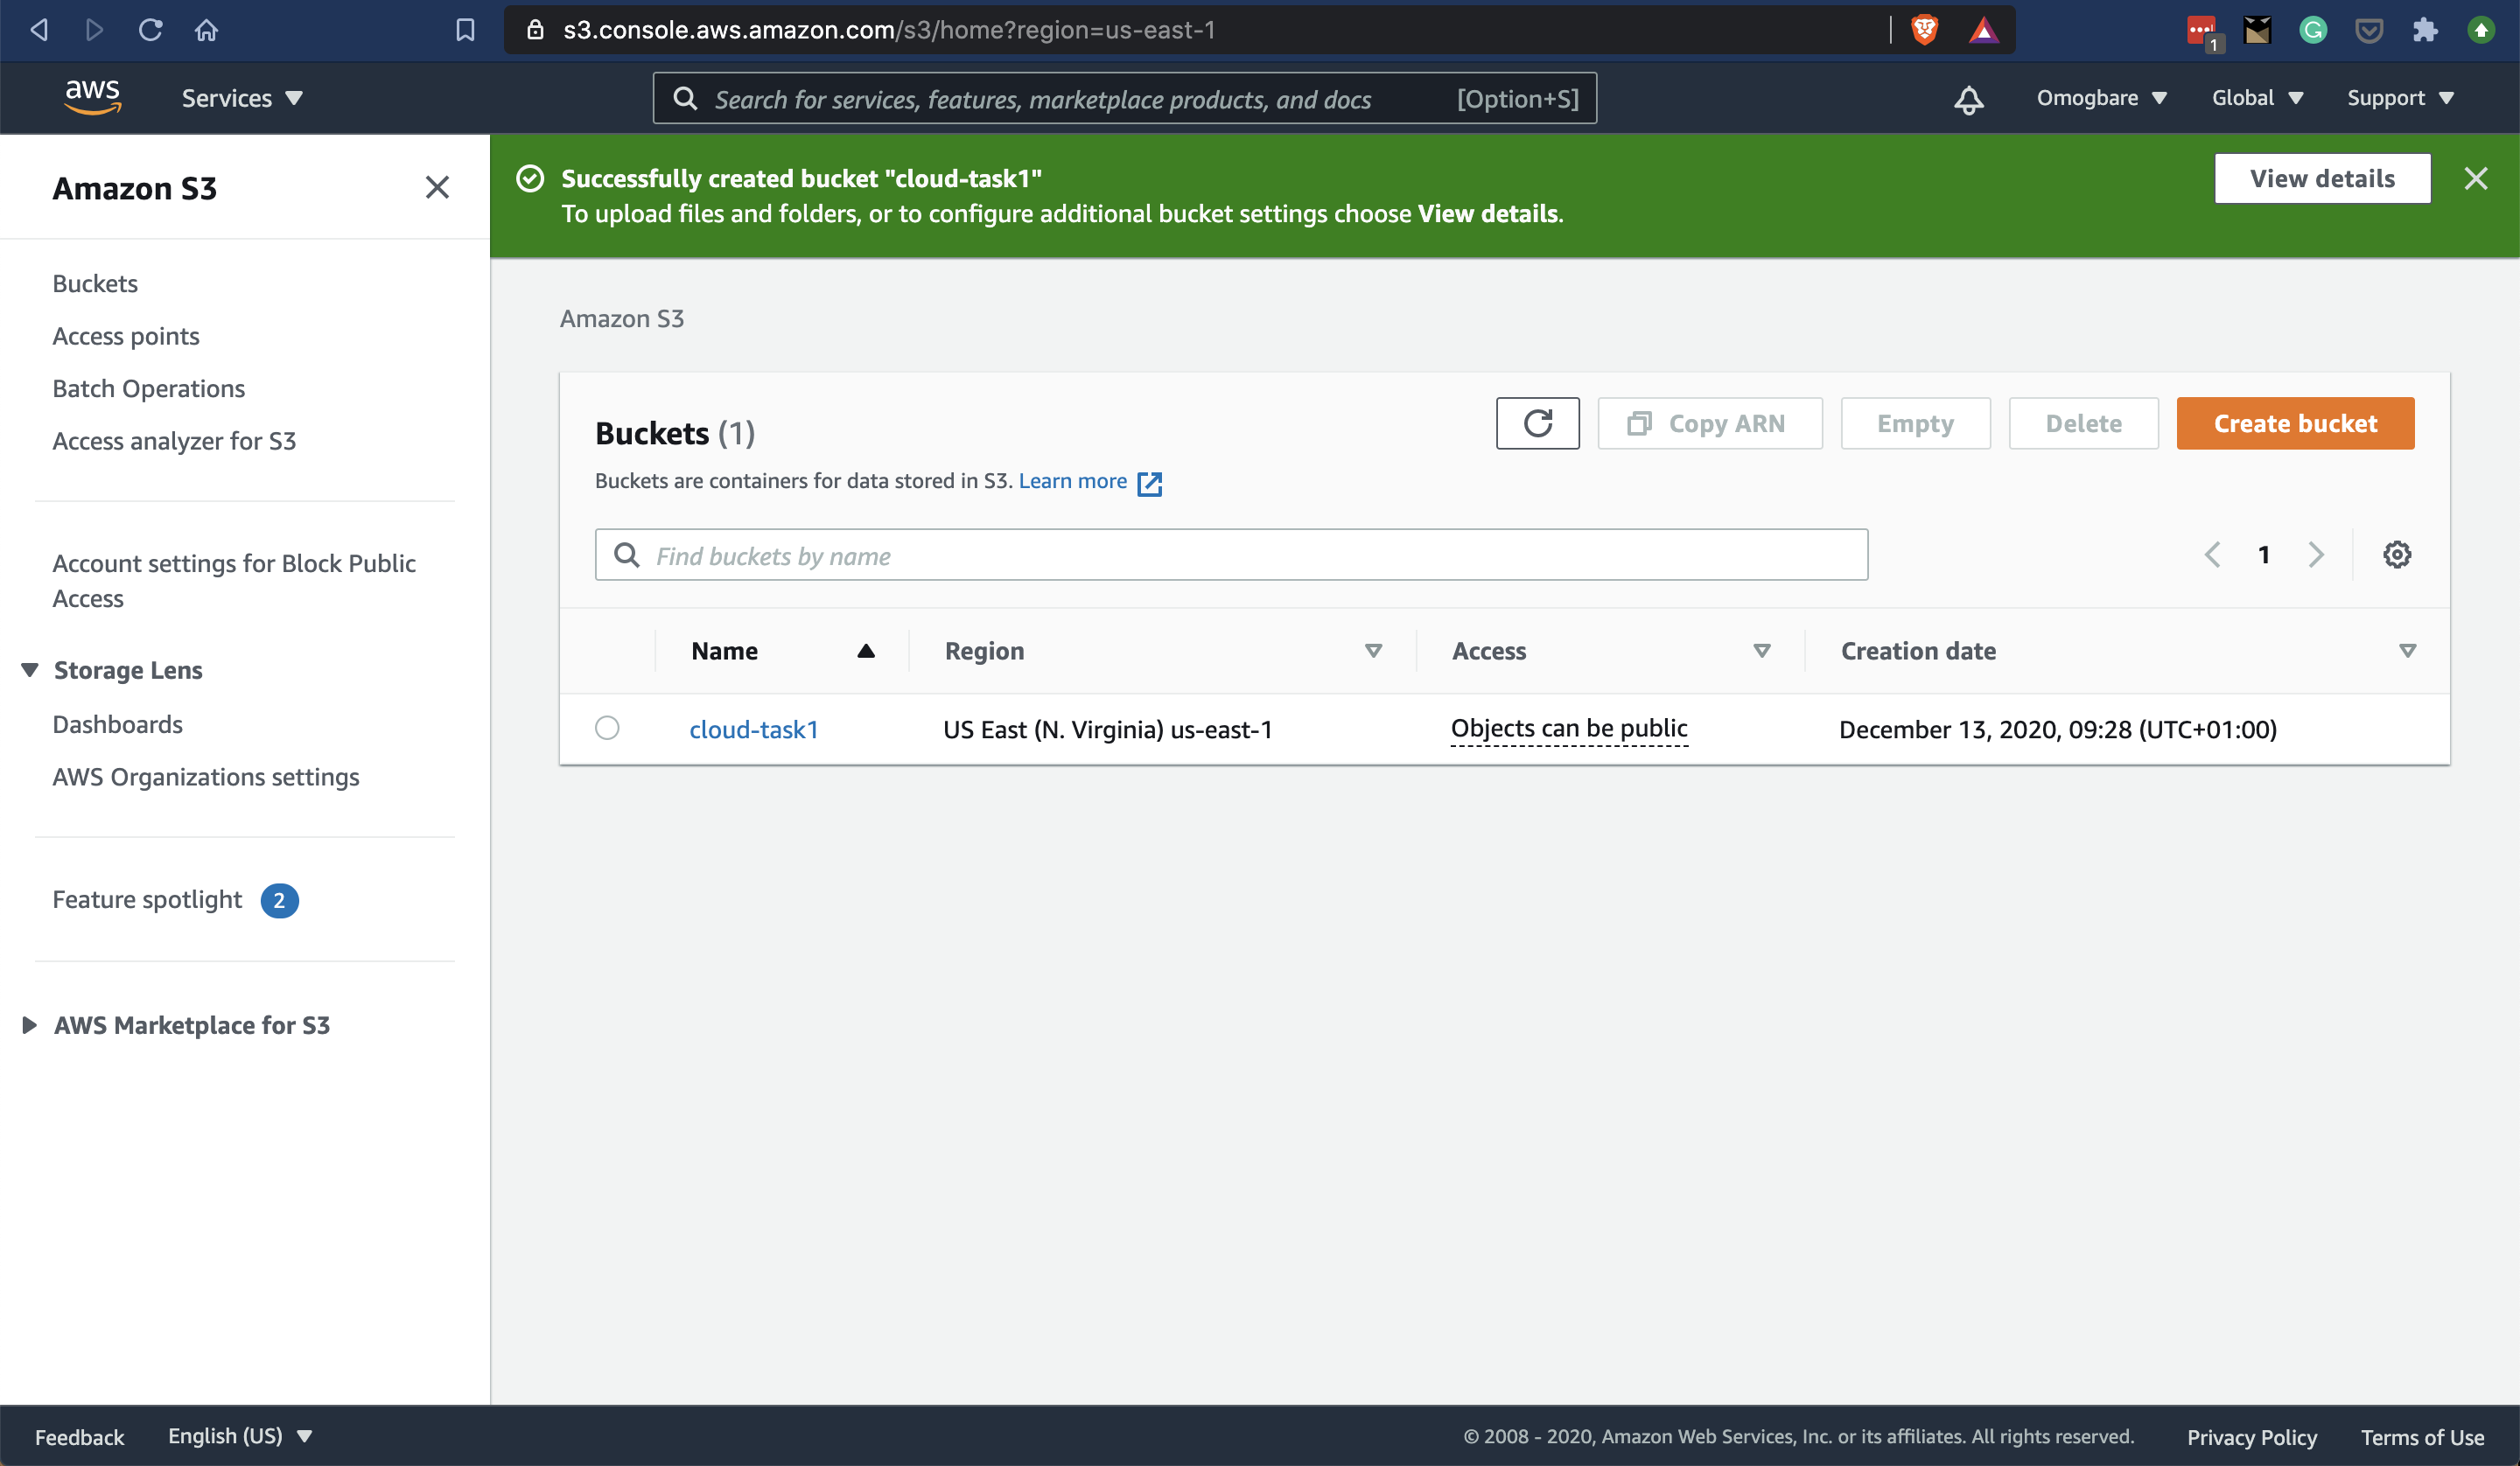 s3.console.aws.amazon.com/s3/home?region=us-east-1
1
aws
Services
Search for services, features, marketplace products, and docs
[Option+S]
Omogbare
Global
Support
Amazon S3
Successfully created bucket "cloud-task1"
To upload files and folders, or to configure additional bucket settings choose View details.
View details
Buckets
Access points
Batch Operations
Access analyzer for S3
Account settings for Block Public
Access
Storage Lens
Dashboards
AWS Organizations settings
Feature spotlight 2
AWS Marketplace for S3
Amazon S3
Buckets (1)
Copy ARN
Empty
Delete
Create bucket
Buckets are containers for data stored in S3. Learn more
Find buckets by name
1
Name Region Access Creation date
cloud-task1 US East (N. Virginia) us-east-1 Objects can be public December 13, 2020, 09:28 (UTC+01:00)
Feedback
English (US)
© 2008 - 2020, Amazon Web Services, Inc. or its affiliates. All rights reserved.
Privacy Policy
Terms of Use